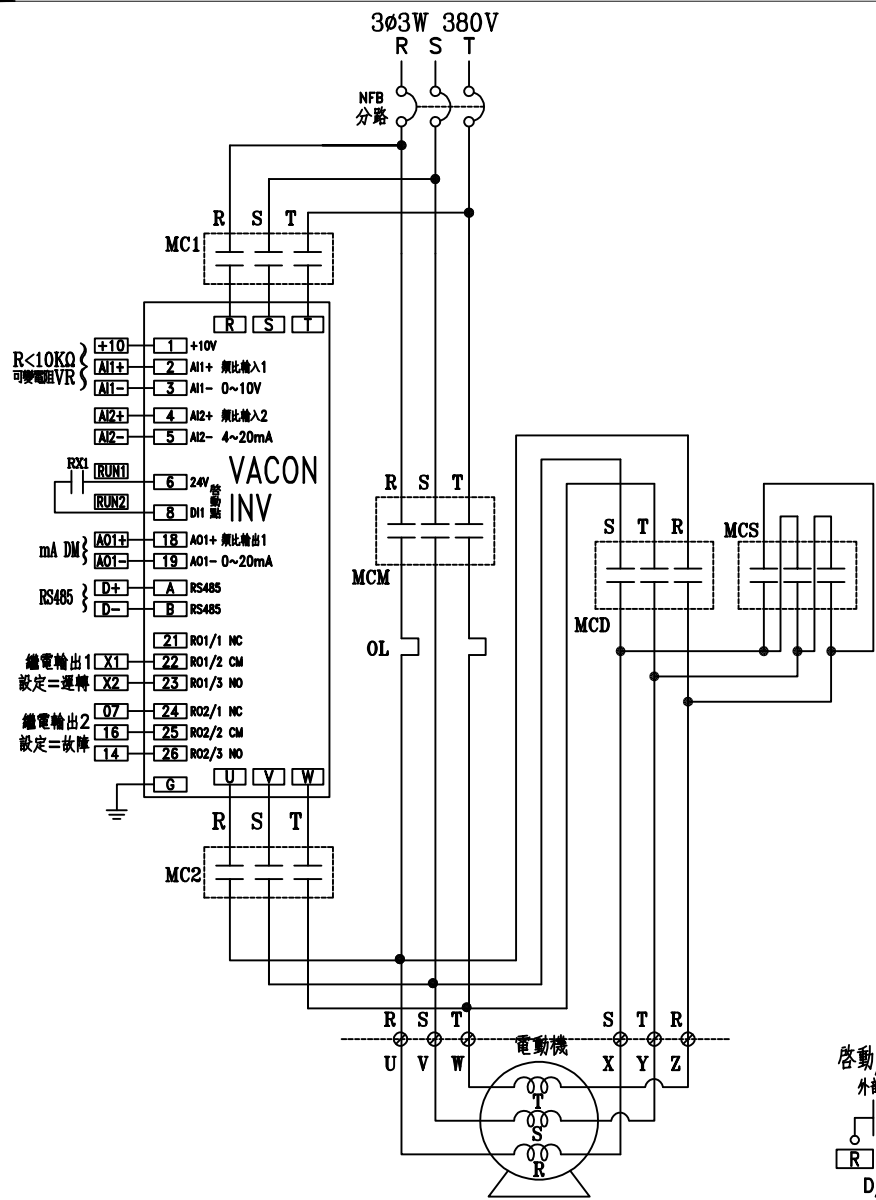 3ø3W 380V
R S T
NFB
分路
R S T
MC1
R S T
R<10KΩ
可變電阻VR
+10 1 +10V
AI1+ 2 AI1+ 類比輸入1
AI1- 3 AI1- 0~10V
AI2+ 4 AI2+ 類比輸入2
AI2- 5 AI2- 4~20mA
VACON
INV
RX1 RUN1 6 24V
RUN2 8 DI1
啓動點
mA DM
AO1+ 18 AO1+ 類比輸出1
AO1- 19 AO1- 0~20mA
RS485
D+ A RS485
D- B RS485
21 RO1/1 NC
繼電輸出1 X1 22 RO1/2 CM
設定=運轉 X2 23 RO1/3 NO
07 24 RO2/1 NC
繼電輸出2 16 25 RO2/2 CM
設定=故障 14 26 RO2/3 NO
G
U V W
R S T
MC2
R S T
MCM
OL
S T R
MCD
MCS
R S T
S T R
電動機
U V W
X Y Z
T
S
R
啓動
外部
R
D